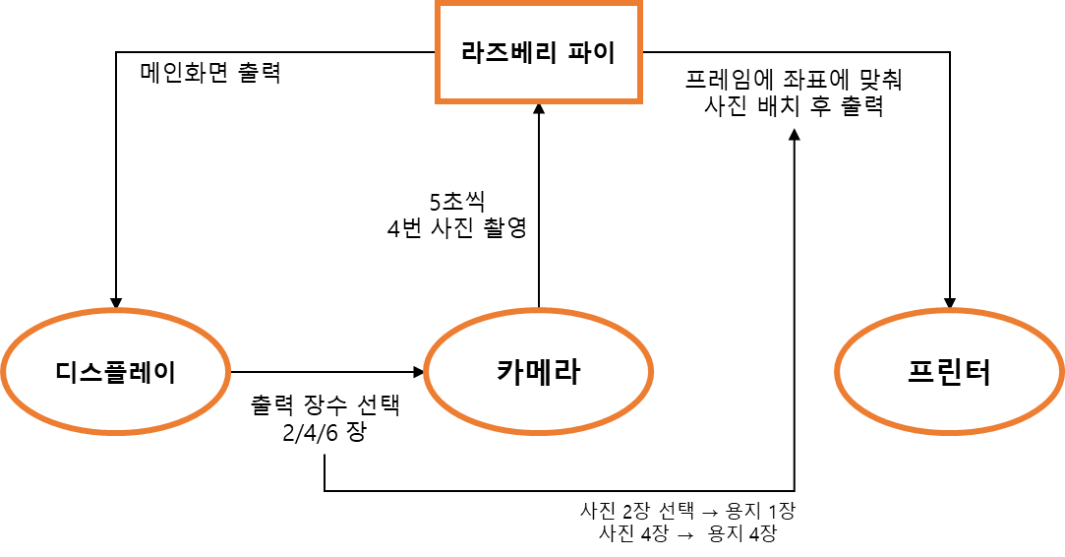 라즈베리 파이
메인화면 출력
프레임에 좌표에 맞춰
사진 배치 후 출력
5초씩
4번 사진 촬영
디스플레이
카메라
프린터
출력 장수 선택
2/4/6 장
사진 2장 선택 → 용지 1장
사진 4장 → 용지 4장